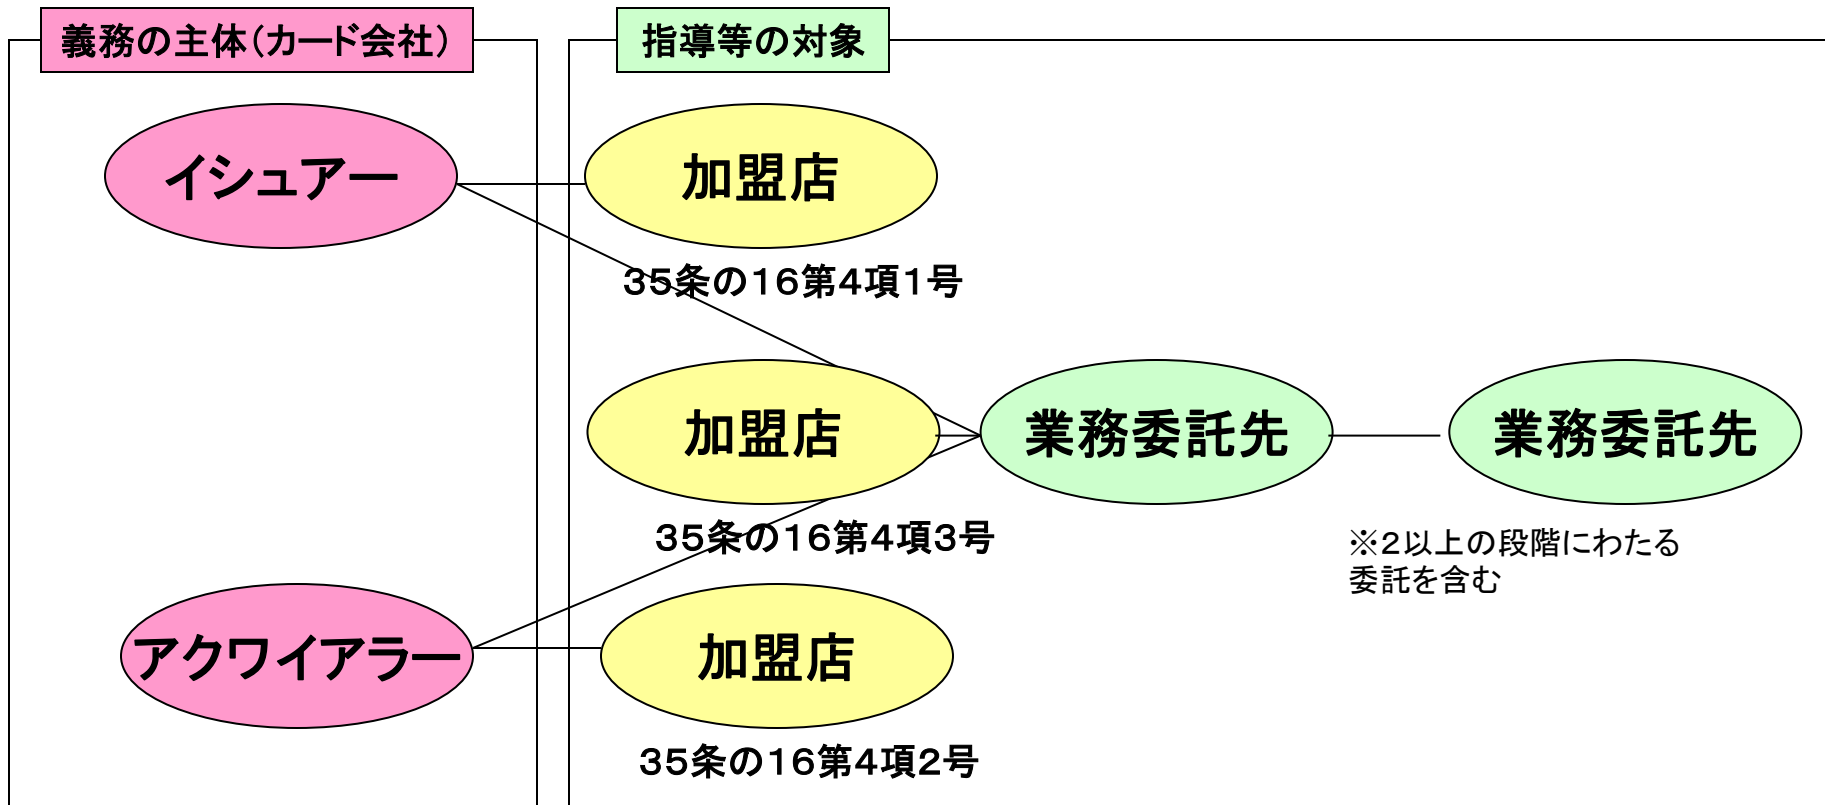 義務の主体（カード会社）
指導等の対象
イシュアー
加盟店
３５条の１６第４項１号
加盟店
業務委託先
業務委託先
３５条の１６第４項３号
※２以上の段階にわたる
委託を含む
アクワイアラー
加盟店
３５条の１６第４項２号